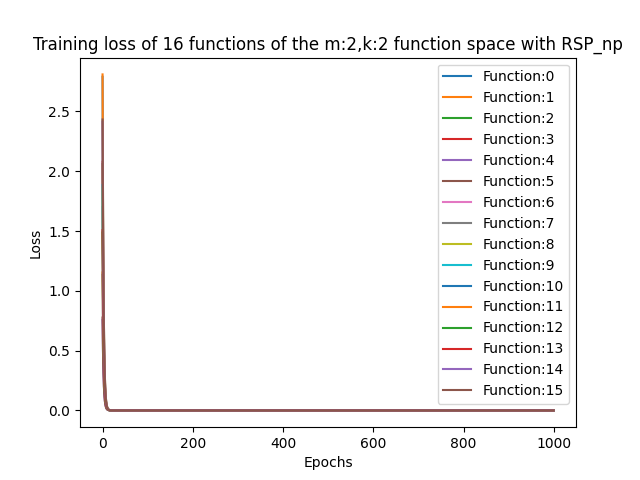 Training loss of 16 functions of the m:2,k:2 function space with RSP_np
Function:0
Function:1
Function:2
Function:3
Function:4
Function:5
Function:6
Function:7
Function:8
Function:9
Function:10
Function:11
Function:12
Function:13
Function:14
Function:15
2.5
2.0
1.5
1.0
0.5
0.0
Loss
0
200
400
600
800
1000
Epochs